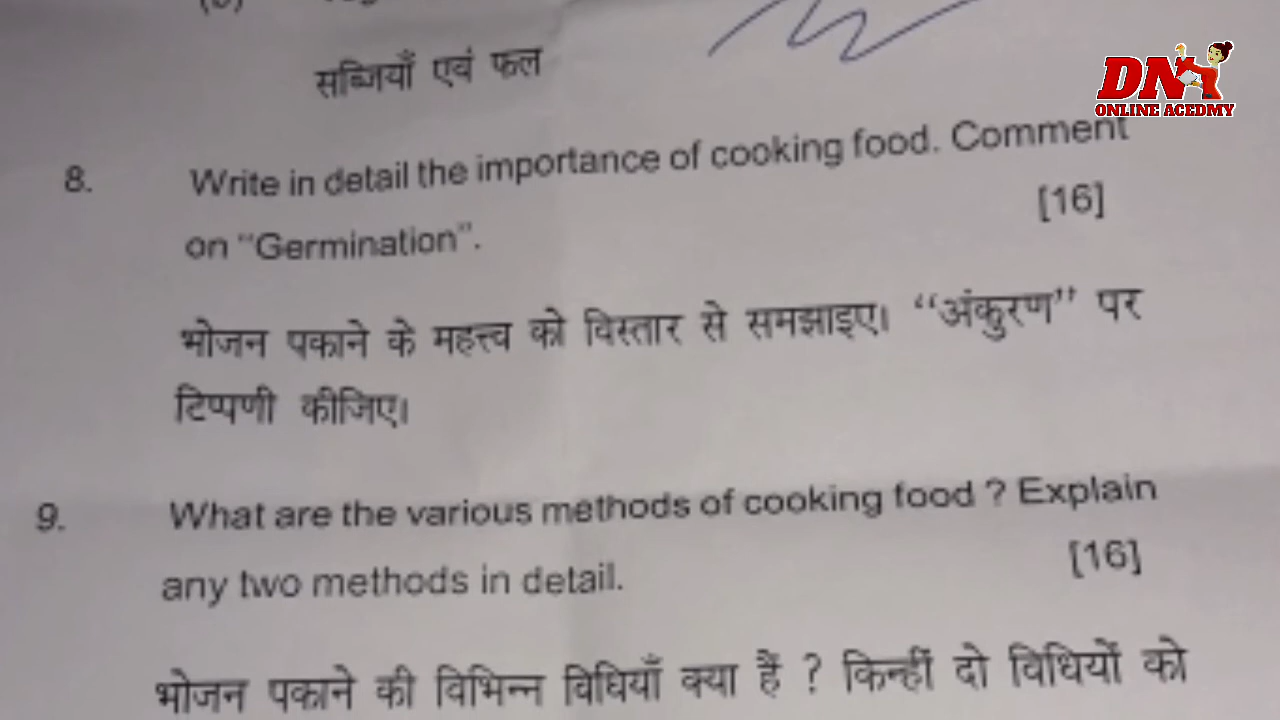 सब्जियाँ एवं फल
DN
ONLINE ACEDMY
8. Write in detail the importance of cooking food. Comment
on "Germination". [16]
भोजन पकाने के महत्त्व को विस्तार से समझाइए। "अंकुरण" पर
टिप्पणी कीजिए।
9. What are the various methods of cooking food ? Explain
any two methods in detail. [16]
भोजन पकाने की विभिन्न विधियाँ क्या हैं ? किन्हीं दो विधियों को